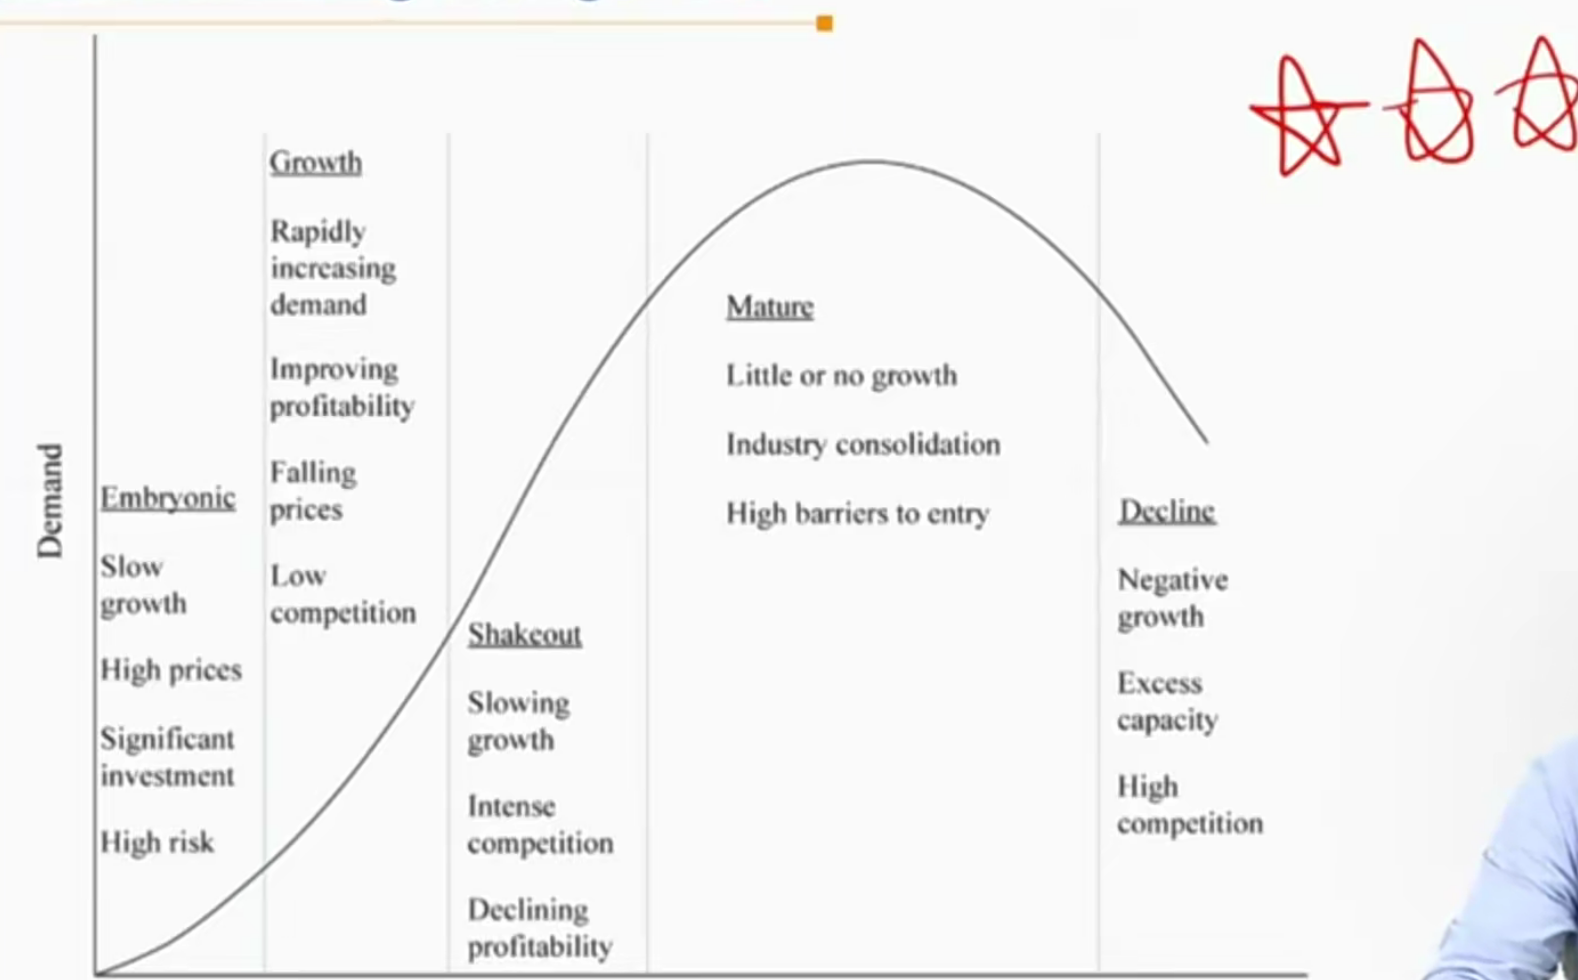 Growth
Rapidly
increasing
demand
Improving
profitability
Falling
prices
Low
competition
Embryonic
Slow
growth
High prices
Significant
investment
High risk
Shakeout
Slowing
growth
Intense
competition
Declining
profitability
Mature
Little or no growth
Industry consolidation
High barriers to entry
Decline
Negative
growth
Excess
capacity
High
competition
Demand